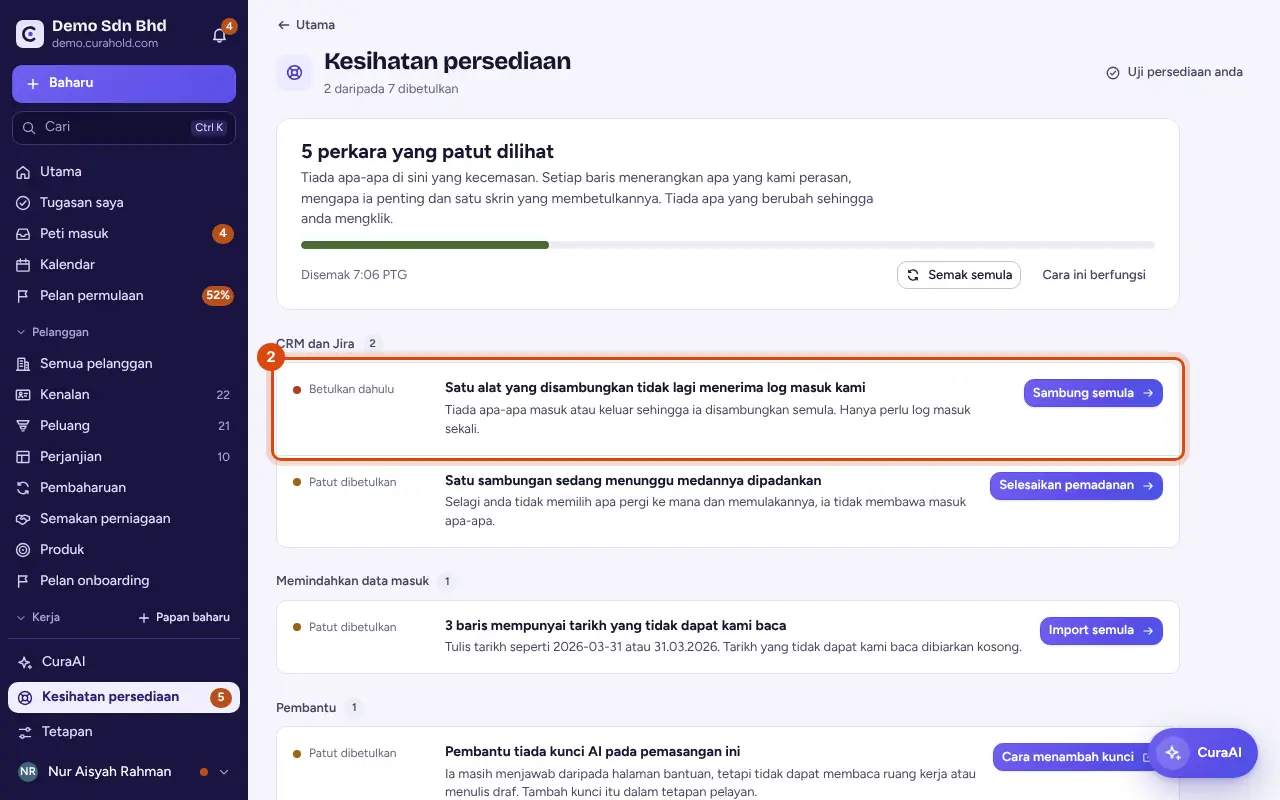 Demo Sdn Bhd
demo.curahold.com
4
Baharu
Cari
Ctrl K
Utama
Tugasan saya
Peti masuk
4
Kalendar
Pelan permulaan
52%
Pelanggan
Semua pelanggan
Kenalan
22
Peluang
21
Perjanjian
10
Pembaharuan
Semakan perniagaan
Produk
Pelan onboarding
Kerja
Papan baharu
CuraAI
Kesihatan persediaan
5
Tetapan
NR
Nur Aisyah Rahman
Utama
Kesihatan persediaan
2 daripada 7 dibetulkan
Uji persediaan anda
5 perkara yang patut dilihat
Tiada apa-apa di sini yang kecemasan. Setiap baris menerangkan apa yang kami perasan,
mengapa ia penting dan satu skrin yang membetulkannya. Tiada apa yang berubah sehingga
anda mengklik.
Disemak 7:06 PTG
Semak semula
Cara ini berfungsi
CRM dan Jira
2
2
Betulkan dahulu
Satu alat yang disambungkan tidak lagi menerima log masuk kami
Tiada apa-apa masuk atau keluar sehingga ia disambungkan semula. Hanya perlu log masuk
sekali.
Sambung semula
Patut dibetulkan
Satu sambungan sedang menunggu medannya dipadankan
Selagi anda tidak memilih apa pergi ke mana dan memulakannya, ia tidak membawa masuk
apa-apa.
Selesaikan pemadanan
Memindahkan data masuk
1
Patut dibetulkan
3 baris mempunyai tarikh yang tidak dapat kami baca
Tulis tarikh seperti 2026-03-31 atau 31.03.2026. Tarikh yang tidak dapat kami baca dibiarkan kosong.
Import semula
Pembantu
1
Patut dibetulkan
Pembantu tiada kunci AI pada pemasangan ini
Ia masih menjawab daripada halaman bantuan, tetapi tidak dapat membaca ruang kerja atau
menulis draf. Tambah kunci itu dalam tetapan pelayan.
Cara menambah kunci
CuraAI